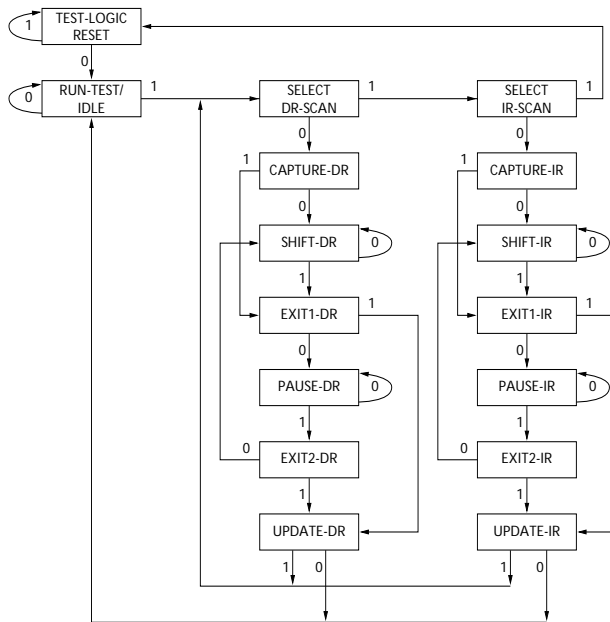 1
TEST-LOGIC
RESET
0
0
RUN-TEST/
IDLE
1
SELECT
DR-SCAN
1
SELECT
IR-SCAN
1
0
0
1
CAPTURE-DR
1
CAPTURE-IR
0
0
SHIFT-DR
0
SHIFT-IR
0
1
1
EXIT1-DR
1
EXIT1-IR
1
0
0
PAUSE-DR
0
PAUSE-IR
0
1
1
0
EXIT2-DR
0
EXIT2-IR
1
1
UPDATE-DR
UPDATE-IR
1
0
1
0